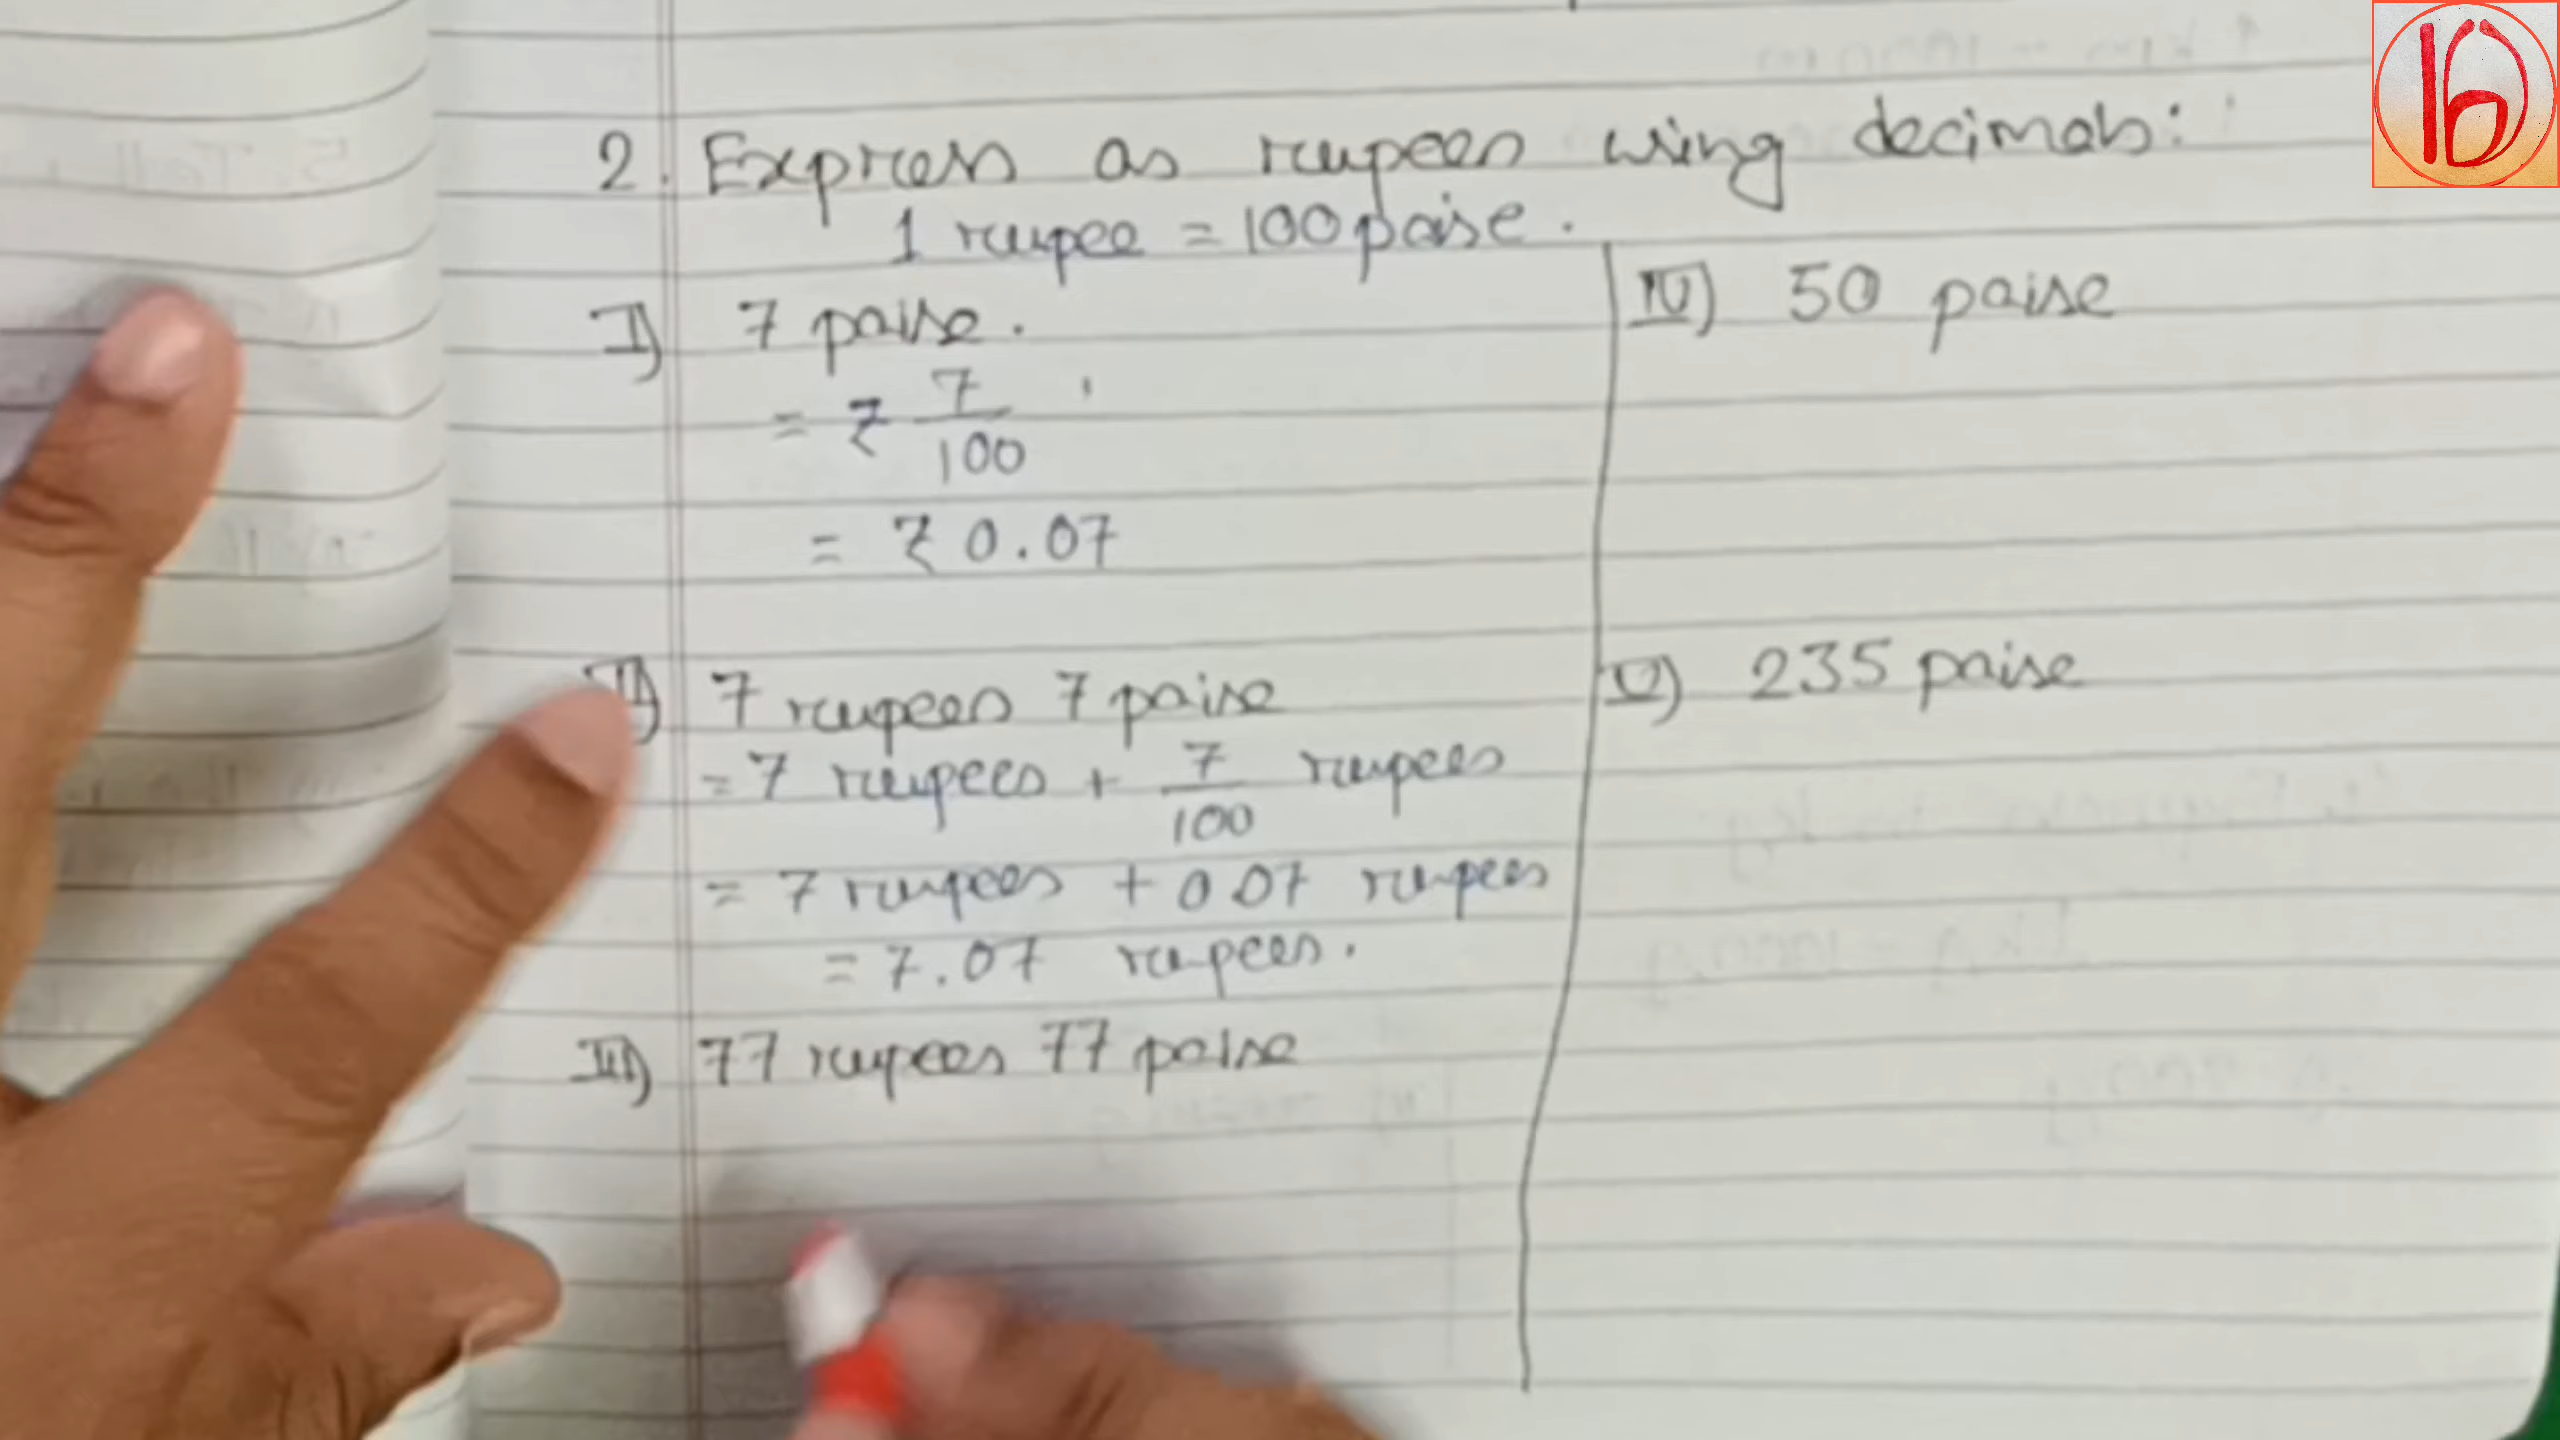 2. Express as rupees using decimals:
1 rupee = 100 paise.
I) 7 paise.
= ₹ 7/100
= ₹ 0.07
II) 7 rupees 7 paise
= 7 rupees + 7/100 rupees
= 7 rupees + 0.07 rupees
= 7.07 rupees.
III) 77 rupees 77 paise
IV) 50 paise
V) 235 paise